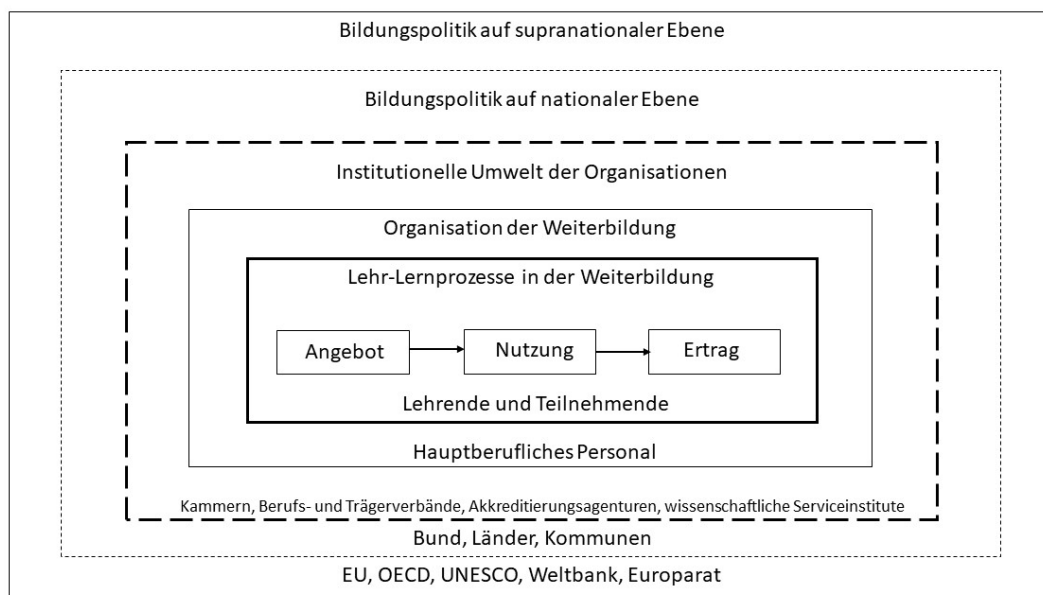 Bildungspolitik auf supranationaler Ebene
Bildungspolitik auf nationaler Ebene
Institutionelle Umwelt der Organisationen
Organisation der Weiterbildung
Lehr-Lernprozesse in der Weiterbildung
Angebot
Nutzung
Ertrag
Lehrende und Teilnehmende
Hauptberufliches Personal
Kammern, Berufs- und Trägerverbände, Akkreditierungsagenturen, wissenschaftliche Serviceinstitute
Bund, Länder, Kommunen
EU, OECD, UNESCO, Weltbank, Europarat